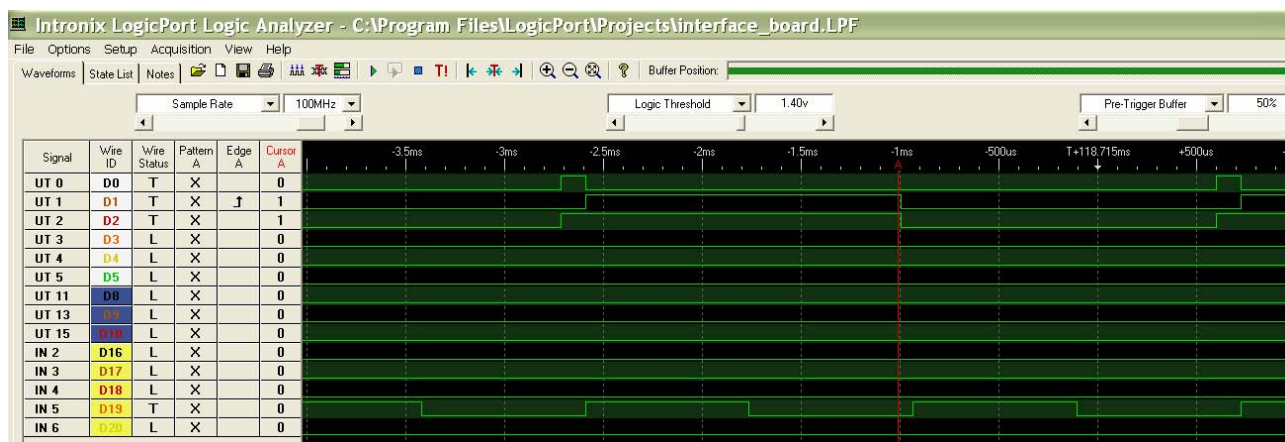 Intronix LogicPort Logic Analyzer - C:\Program Files\LogicPort\Projects\interface_board.LPF
File Options Setup Acquisition View Help
Waveforms State List Notes T! ? Buffer Position:
Sample Rate 100MHz Logic Threshold 1.40v Pre-Trigger Buffer 50%
Signal Wire ID Wire Status Pattern A Edge A Cursor A -3.5ms -3ms -2.5ms -2ms -1.5ms -1ms -500us T+118.715ms +500us
A
UT 0 D0 T X 0
UT 1 D1 T X 1
UT 2 D2 T X 1
UT 3 D3 L X 0
UT 4 D4 L X 0
UT 5 D5 L X 0
UT 11 D8 L X 0
UT 13 D9 L X 0
UT 15 D10 L X 0
IN 2 D16 L X 0
IN 3 D17 L X 0
IN 4 D18 L X 0
IN 5 D19 T X 0
IN 6 D20 L X 0